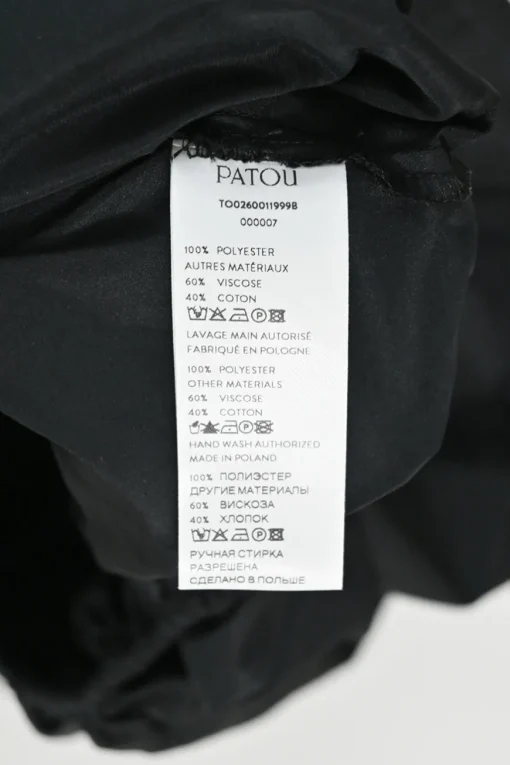 PATOU
TO0260011999B
000007
100% POLYESTER
AUTRES MATÉRIAUX
60% VISCOSE
40% COTON
LAVAGE MAIN AUTORISÉ
FABRIQUÉ EN POLOGNE
100% POLYESTER
OTHER MATERIALS
60% VISCOSE
40% COTTON
HAND WASH AUTHORIZED
MADE IN POLAND
100% ПОЛИЭСТЕР
ДРУГИЕ МАТЕРИАЛЫ
60% ВИСКОЗА
40% ХЛОПОК
РУЧНАЯ СТИРКА
РАЗРЕШЕНА
СДЕЛАНО В ПОЛЬШЕ